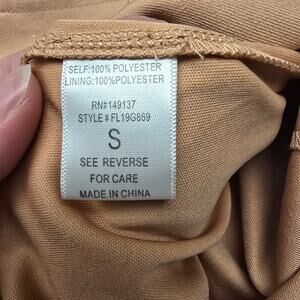 SELF:100% POLYESTER
LINING:100% POLYESTER
RN#149137
STYLE # FL19G869
S
SEE REVERSE
FOR CARE
MADE IN CHINA